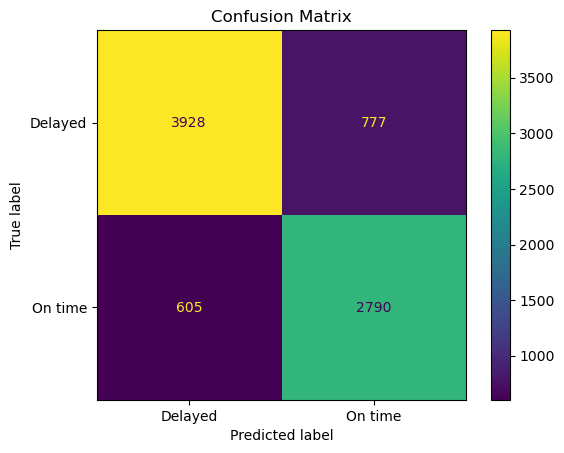 Confusion Matrix
Delayed
3928
777
3500
3000
2500
2000
1500
1000
True label
On time
605
2790
Delayed
On time
Predicted label